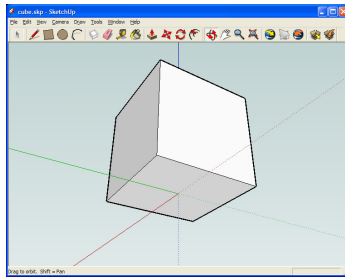 cube.skp - SketchUp
File Edit View Camera Draw Tools Window Help
Drag to orbit. Shift = Pan